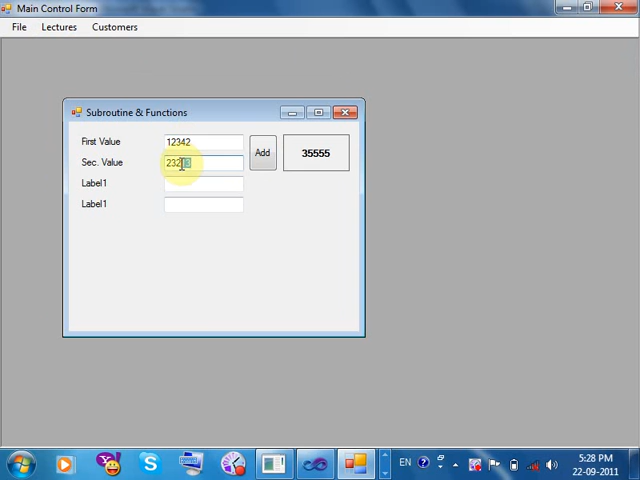 Main Control Form
File Lectures Customers
Subroutine & Functions
First Value 12342
Sec. Value
Add 35555
Label1
Label1
EN 5:28 PM
22-09-2011